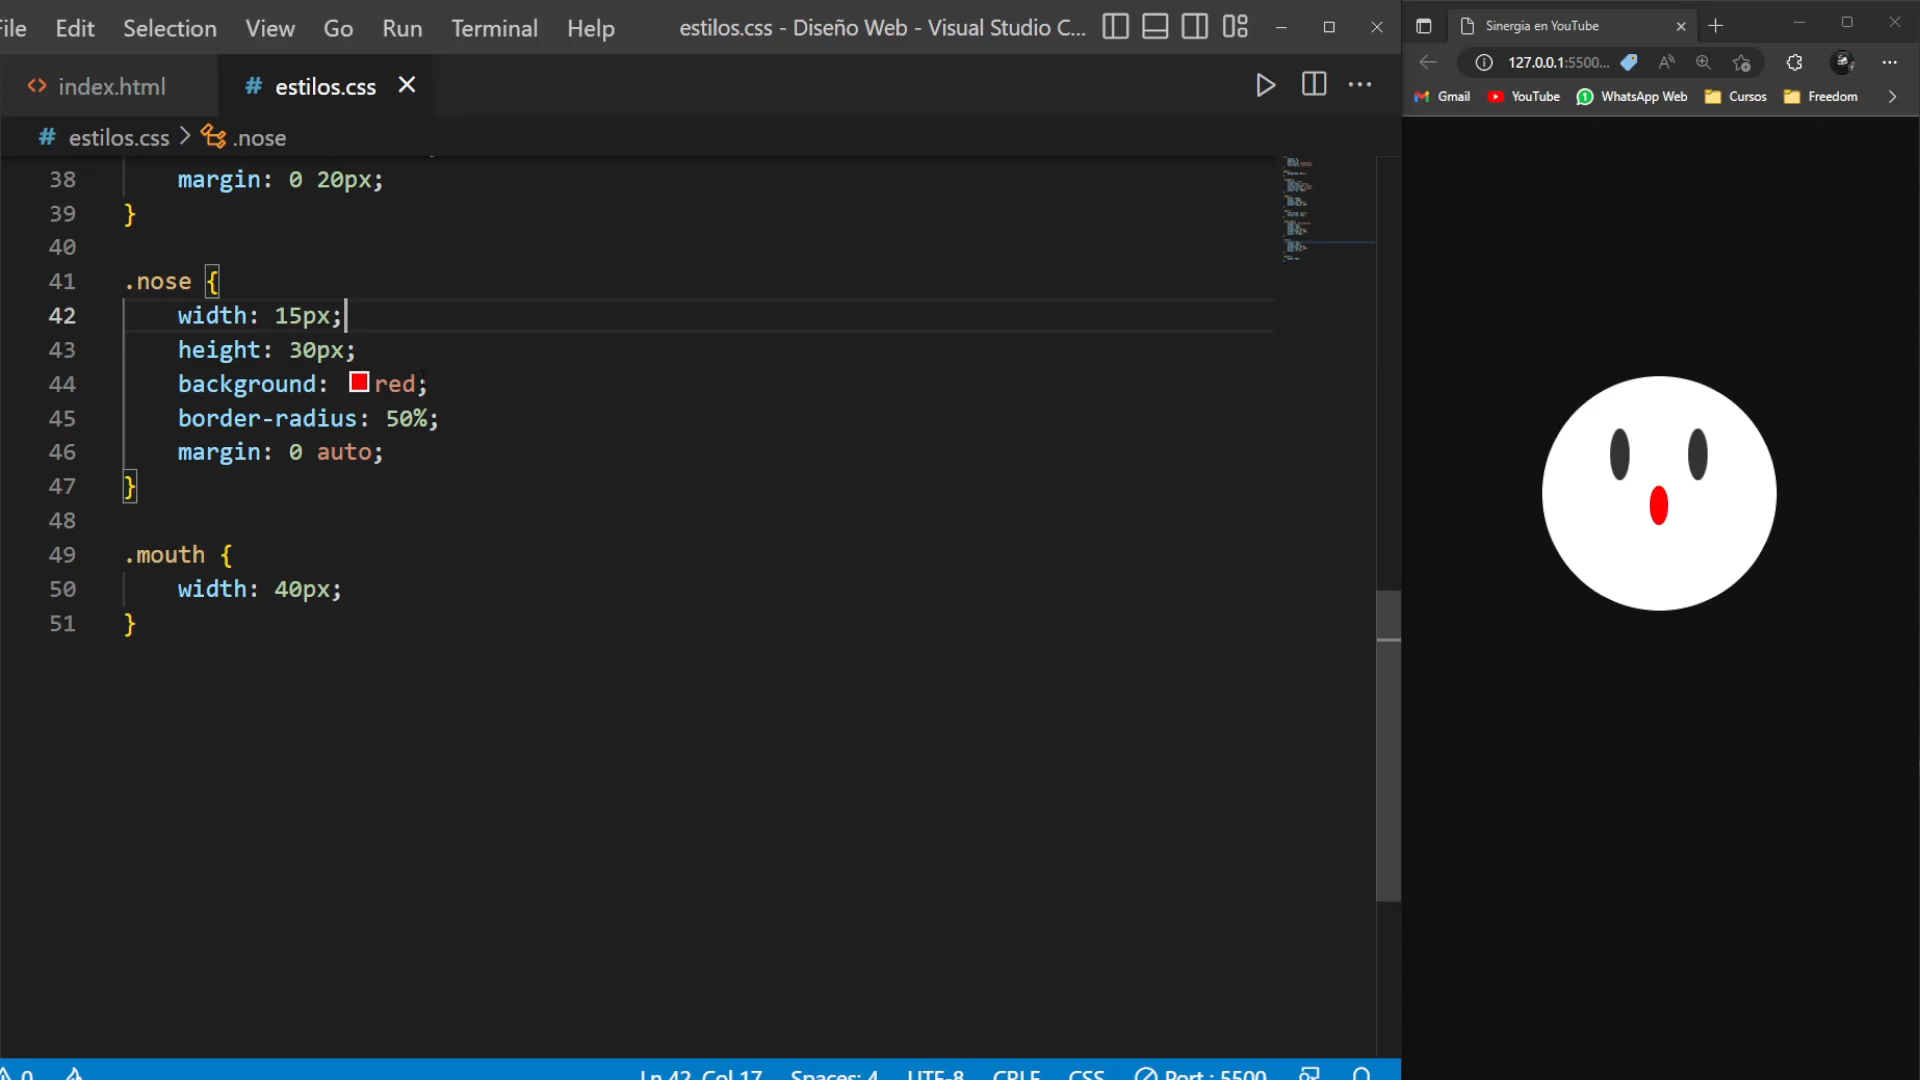 File Edit Selection View Go Run Terminal Help estilos.css - Diseño Web - Visual Studio C...
index.html estilos.css
estilos.css > .nose
38 margin: 0 20px;
39 }
40
41 .nose {
42 width: 15px;
43 height: 30px;
44 background: red;
45 border-radius: 50%;
46 margin: 0 auto;
47 }
48
49 .mouth {
50 width: 40px;
51 }
0 Ln 42, Col 17 Spaces: 4 UTF-8 CRLF CSS Port : 5500
Sinergia en YouTube
127.0.0.1:5500...
Gmail YouTube WhatsApp Web Cursos Freedom